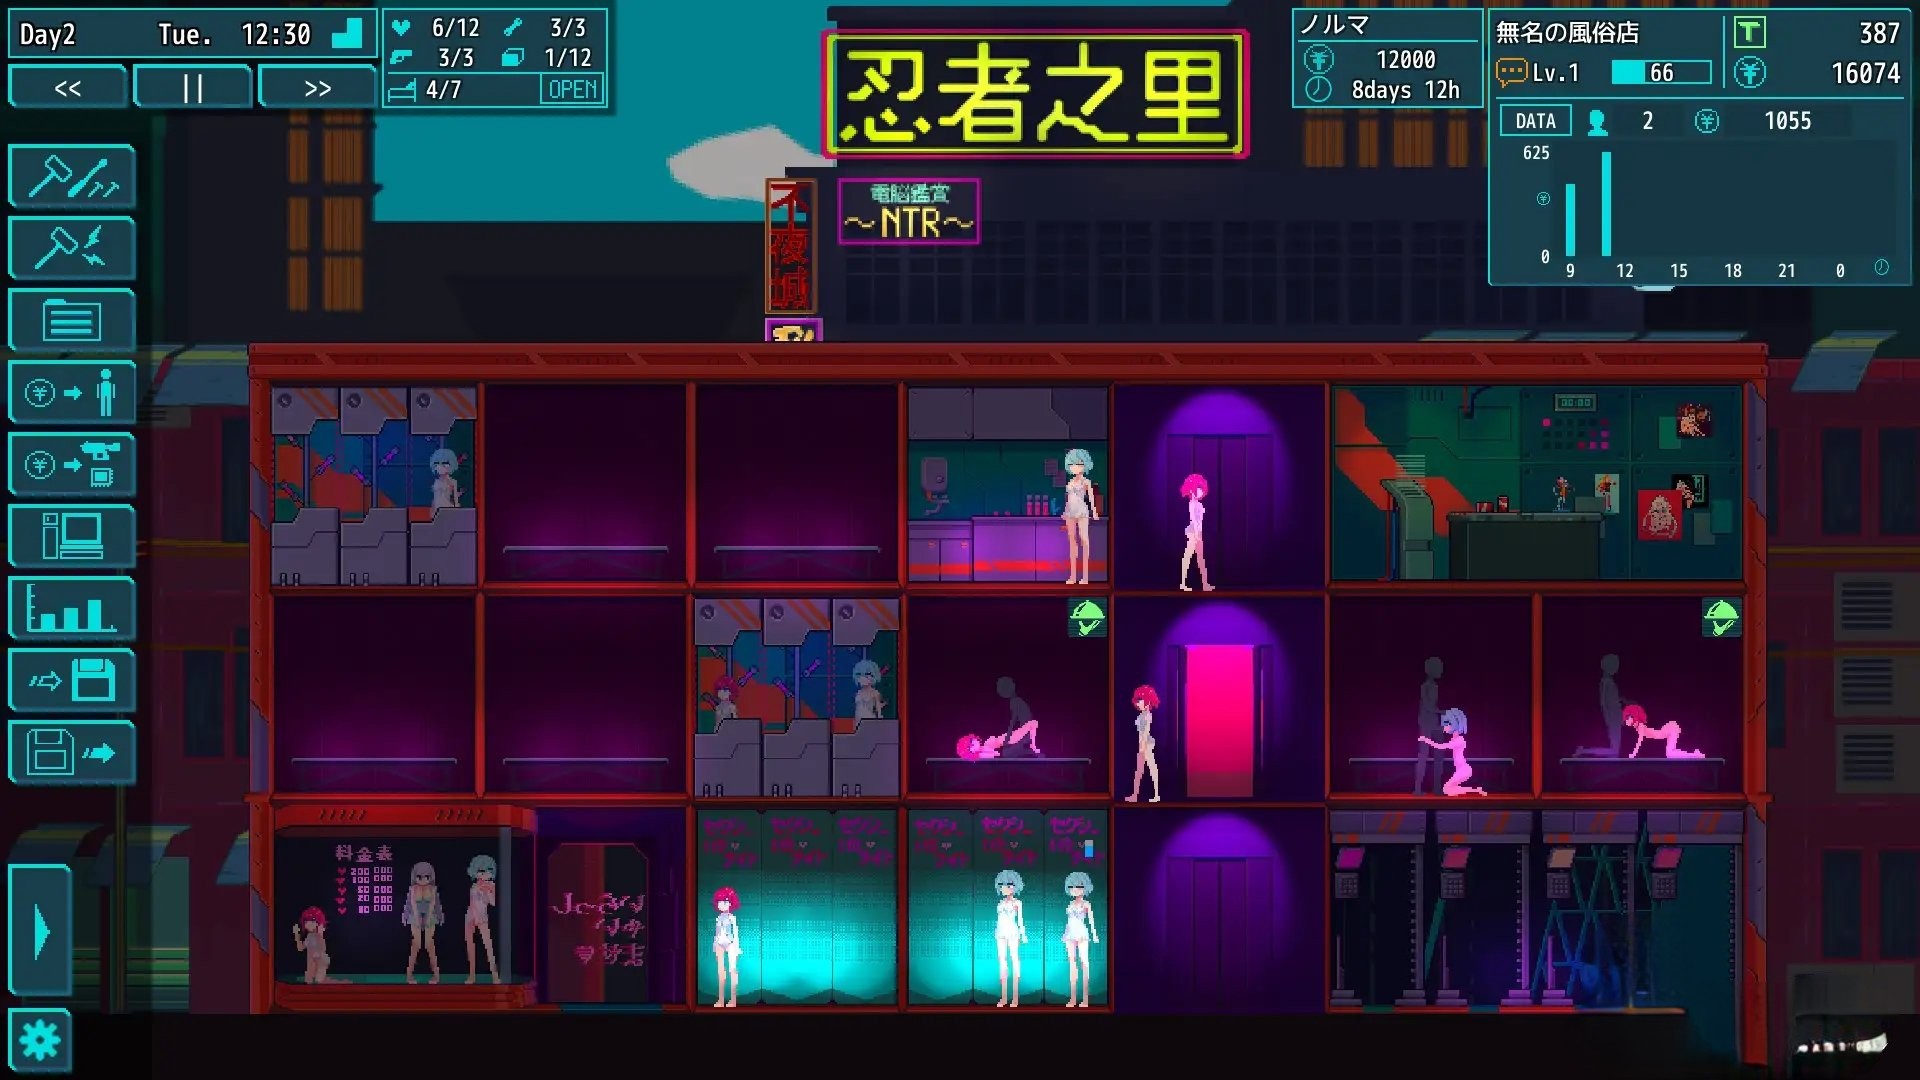 Day2 Tue. 12:30
<< || >>
6/12 3/3
3/3 1/12
4/7 OPEN
忍者之里
不夜城
電脳鑑賞
～NTR～
ノルマ
12000
8days 12h
無名の風俗店 T 387
Lv.1 66 16074
DATA 2 1055
625
0
9 12 15 18 21 0
料金表